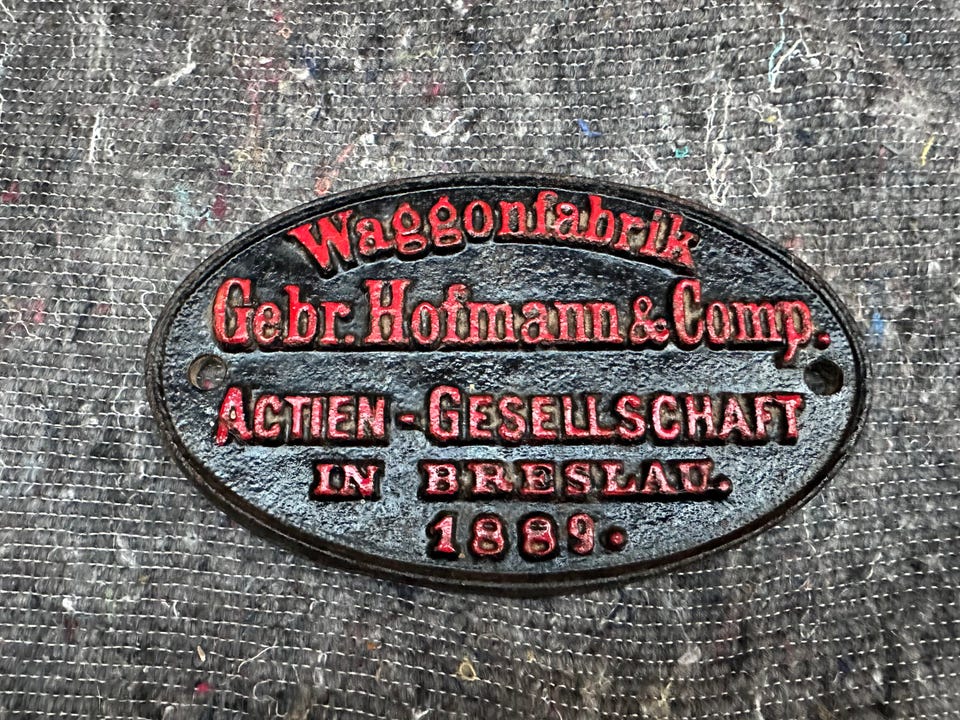 Waggonfabrik
Gebr. Hofmann & Comp.
ACTIEN-GESELLSCHAFT
IN BRESLAU.
1889.